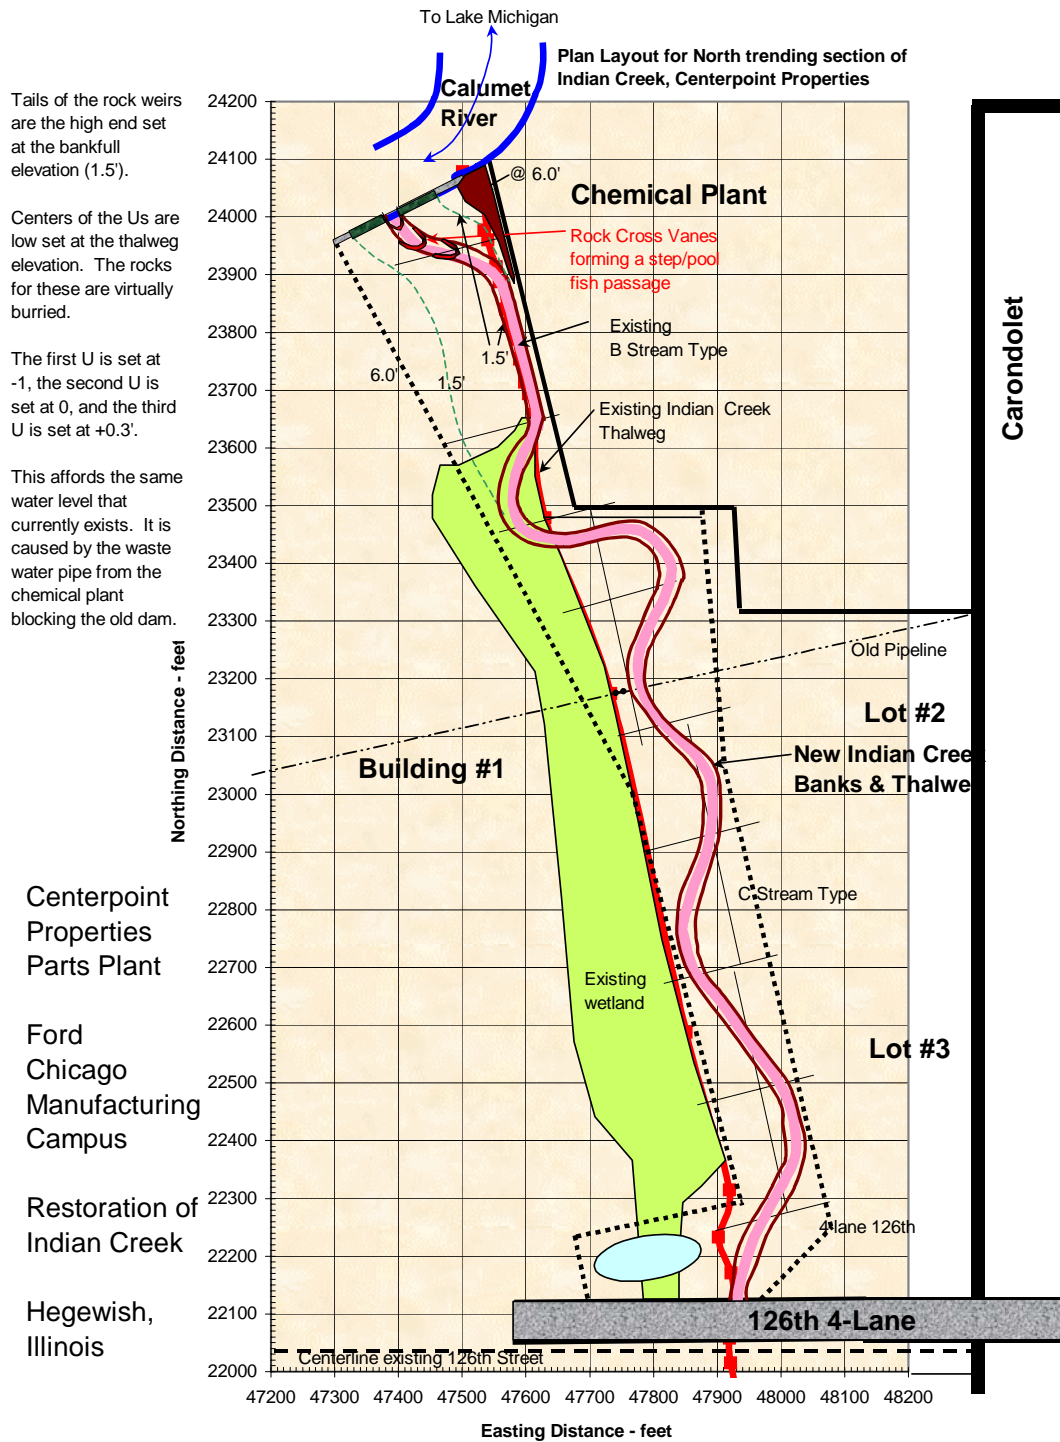 To Lake Michigan
Plan Layout for North trending section of
Indian Creek, Centerpoint Properties
Calumet
River
Tails of the rock weirs
are the high end set
at the bankfull
elevation (1.5').
Centers of the Us are
low set at the thalweg
elevation.  The rocks
for these are virtually
burried.
The first U is set at
-1, the second U is
set at 0, and the third
U is set at +0.3'.
This affords the same
water level that
currently exists.  It is
caused by the waste
water pipe from the
chemical plant
blocking the old dam.
Northing Distance - feet
24200
24100
24000
23900
23800
23700
23600
23500
23400
23300
23200
23100
23000
22900
22800
22700
22600
22500
22400
22300
22200
22100
22000
@ 6.0'
Chemical Plant
Rock Cross Vanes
forming a step/pool
fish passage
Existing
B Stream Type
1.5'
6.0'
1.5'
Existing Indian  Creek
Thalweg
Carondolet
Old Pipeline
Lot #2
Building #1
New Indian Creek
Banks & Thalwe
C Stream Type
Existing
wetland
Lot #3
4-lane 126th
126th 4-Lane
Centerline existing 126th Street
Centerpoint
Properties
Parts Plant
Ford
Chicago
Manufacturing
Campus
Restoration of
Indian Creek
Hegewish,
Illinois
47200 47300 47400 47500 47600 47700 47800 47900 48000 48100 48200
Easting Distance - feet